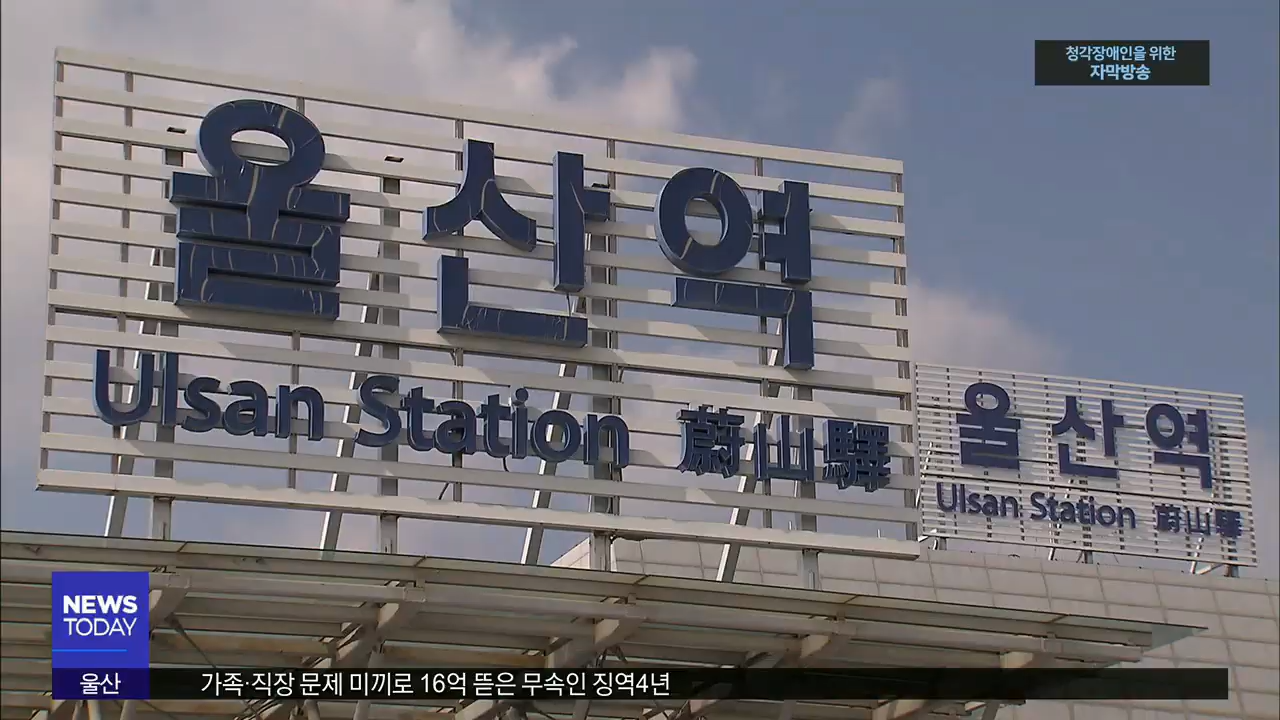 청각장애인을 위한
자막방송
울산역
Ulsan Station 蔚山驛
울산역
Ulsan Station 蔚山驛
NEWS
TODAY
울산
가족·직장 문제 미끼로 16억 뜯은 무속인 징역4년